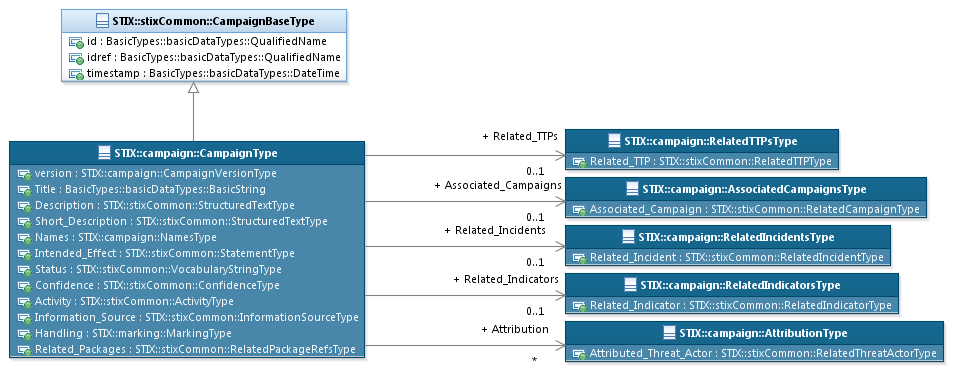 STIX::stixCommon::CampaignBaseType
id : BasicTypes::basicDataTypes::QualifiedName
idref : BasicTypes::basicDataTypes::QualifiedName
timestamp : BasicTypes::basicDataTypes::DateTime
STIX::campaign::CampaignType
version : STIX::campaign::CampaignVersionType
Title : BasicTypes::basicDataTypes::BasicString
Description : STIX::stixCommon::StructuredTextType
Short_Description : STIX::stixCommon::StructuredTextType
Names : STIX::campaign::NamesType
Intended_Effect : STIX::stixCommon::StatementType
Status : STIX::stixCommon::VocabularyStringType
Confidence : STIX::stixCommon::ConfidenceType
Activity : STIX::stixCommon::ActivityType
Information_Source : STIX::stixCommon::InformationSourceType
Handling : STIX::marking::MarkingType
Related_Packages : STIX::stixCommon::RelatedPackageRefsType
+ Related_TTPs
0..1
+ Associated_Campaigns
0..1
+ Related_Incidents
0..1
+ Related_Indicators
0..1
+ Attribution
*
STIX::campaign::RelatedTTPsType
Related_TTP : STIX::stixCommon::RelatedTTPType
STIX::campaign::AssociatedCampaignsType
Associated_Campaign : STIX::stixCommon::RelatedCampaignType
STIX::campaign::RelatedIncidentsType
Related_Incident : STIX::stixCommon::RelatedIncidentType
STIX::campaign::RelatedIndicatorsType
Related_Indicator : STIX::stixCommon::RelatedIndicatorType
STIX::campaign::AttributionType
Attributed_Threat_Actor : STIX::stixCommon::RelatedThreatActorType